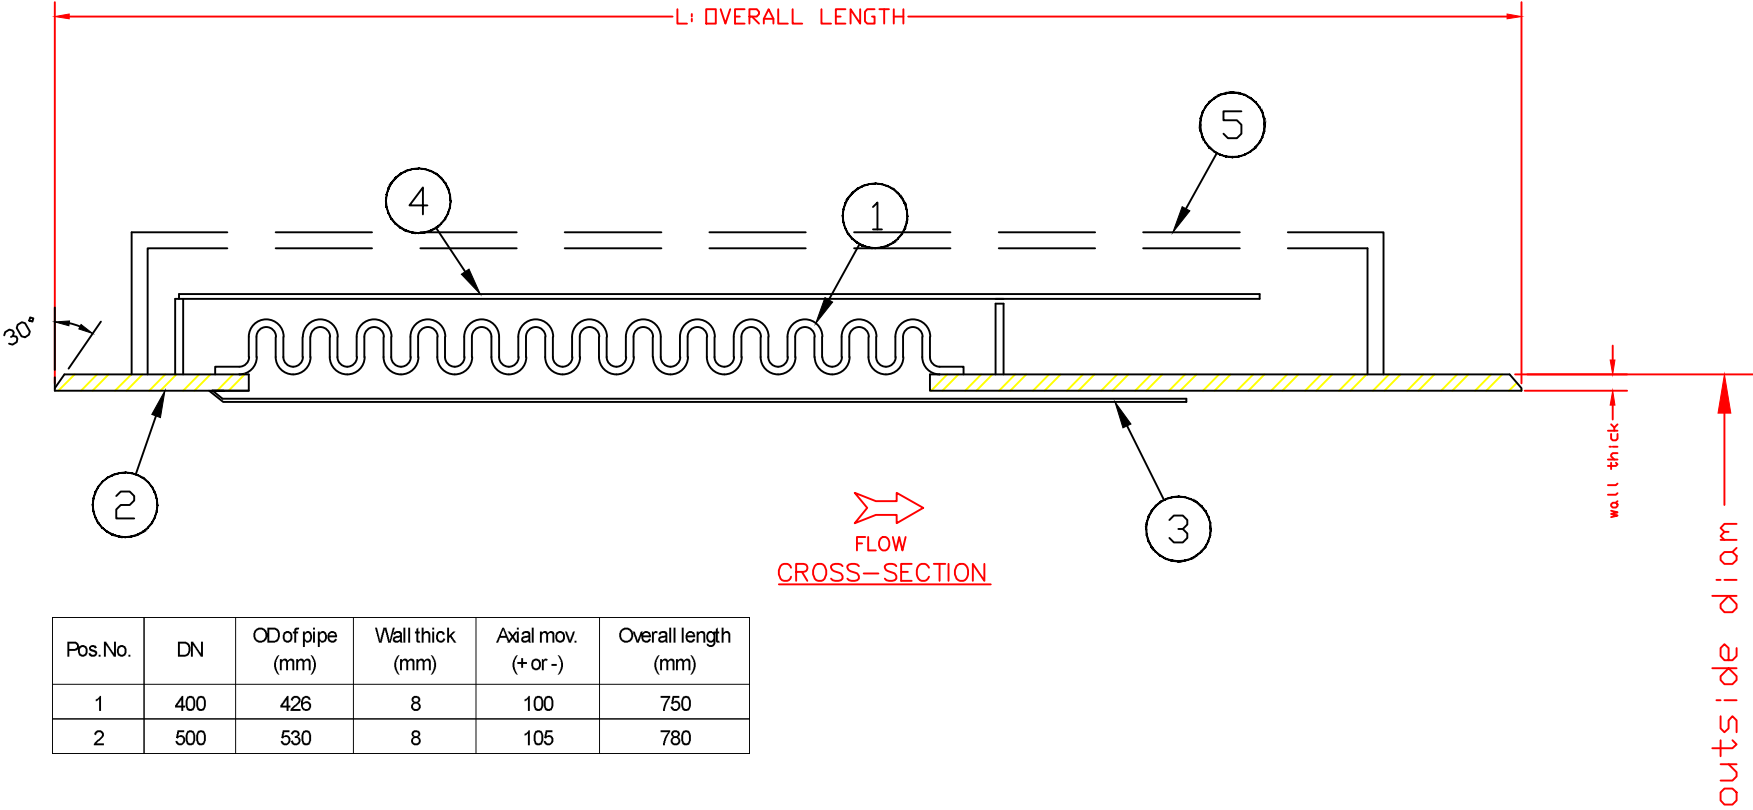 L: OVERALL LENGTH
5
4
1
30°
2
3
wall thick
outside diam
FLOW
CROSS-SECTION
Pos.No. DN OD of pipe (mm) Wall thick (mm) Axial mov. (+ or -) Overall length (mm)
1 400 426 8 100 750
2 500 530 8 105 780